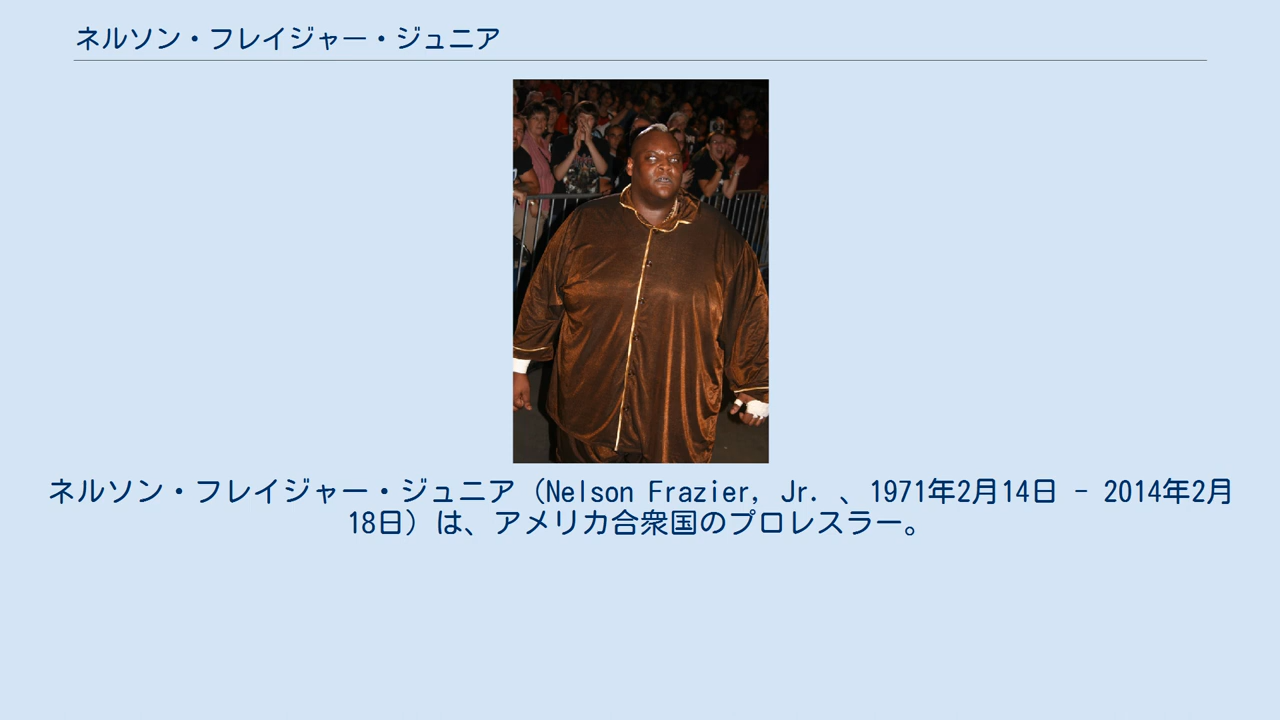 ネルソン・フレイジャー・ジュニア
ネルソン・フレイジャー・ジュニア（Nelson Frazier, Jr. 、1971年2月14日 - 2014年2月
18日）は、アメリカ合衆国のプロレスラー。